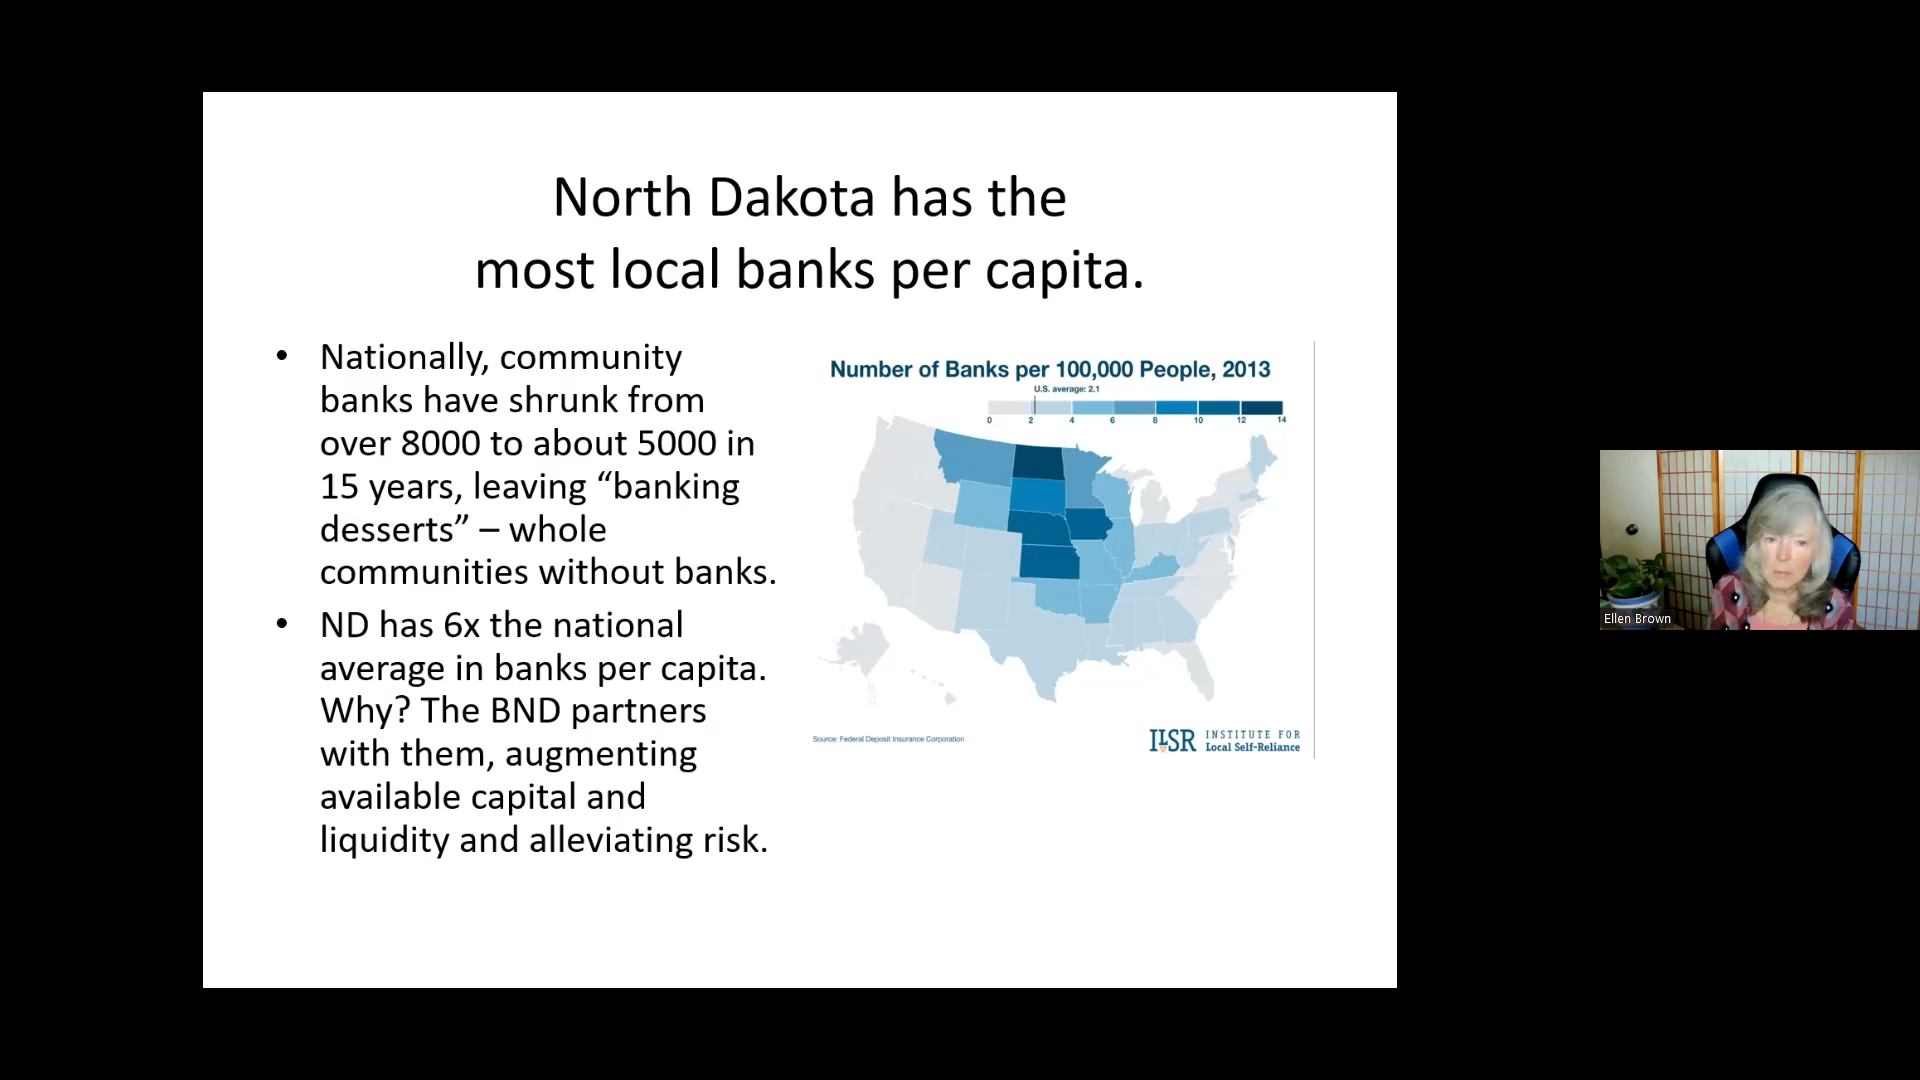 North Dakota has the
most local banks per capita.
• Nationally, community
banks have shrunk from
over 8000 to about 5000 in
15 years, leaving “banking
desserts” – whole
communities without banks.
• ND has 6x the national
average in banks per capita.
Why? The BND partners
with them, augmenting
available capital and
liquidity and alleviating risk.
Number of Banks per 100,000 People, 2013
U.S. average: 2.1
0 2 4 6 8 10 12 14
Source: Federal Deposit Insurance Corporation
ILSR INSTITUTE FOR
Local Self-Reliance
Ellen Brown